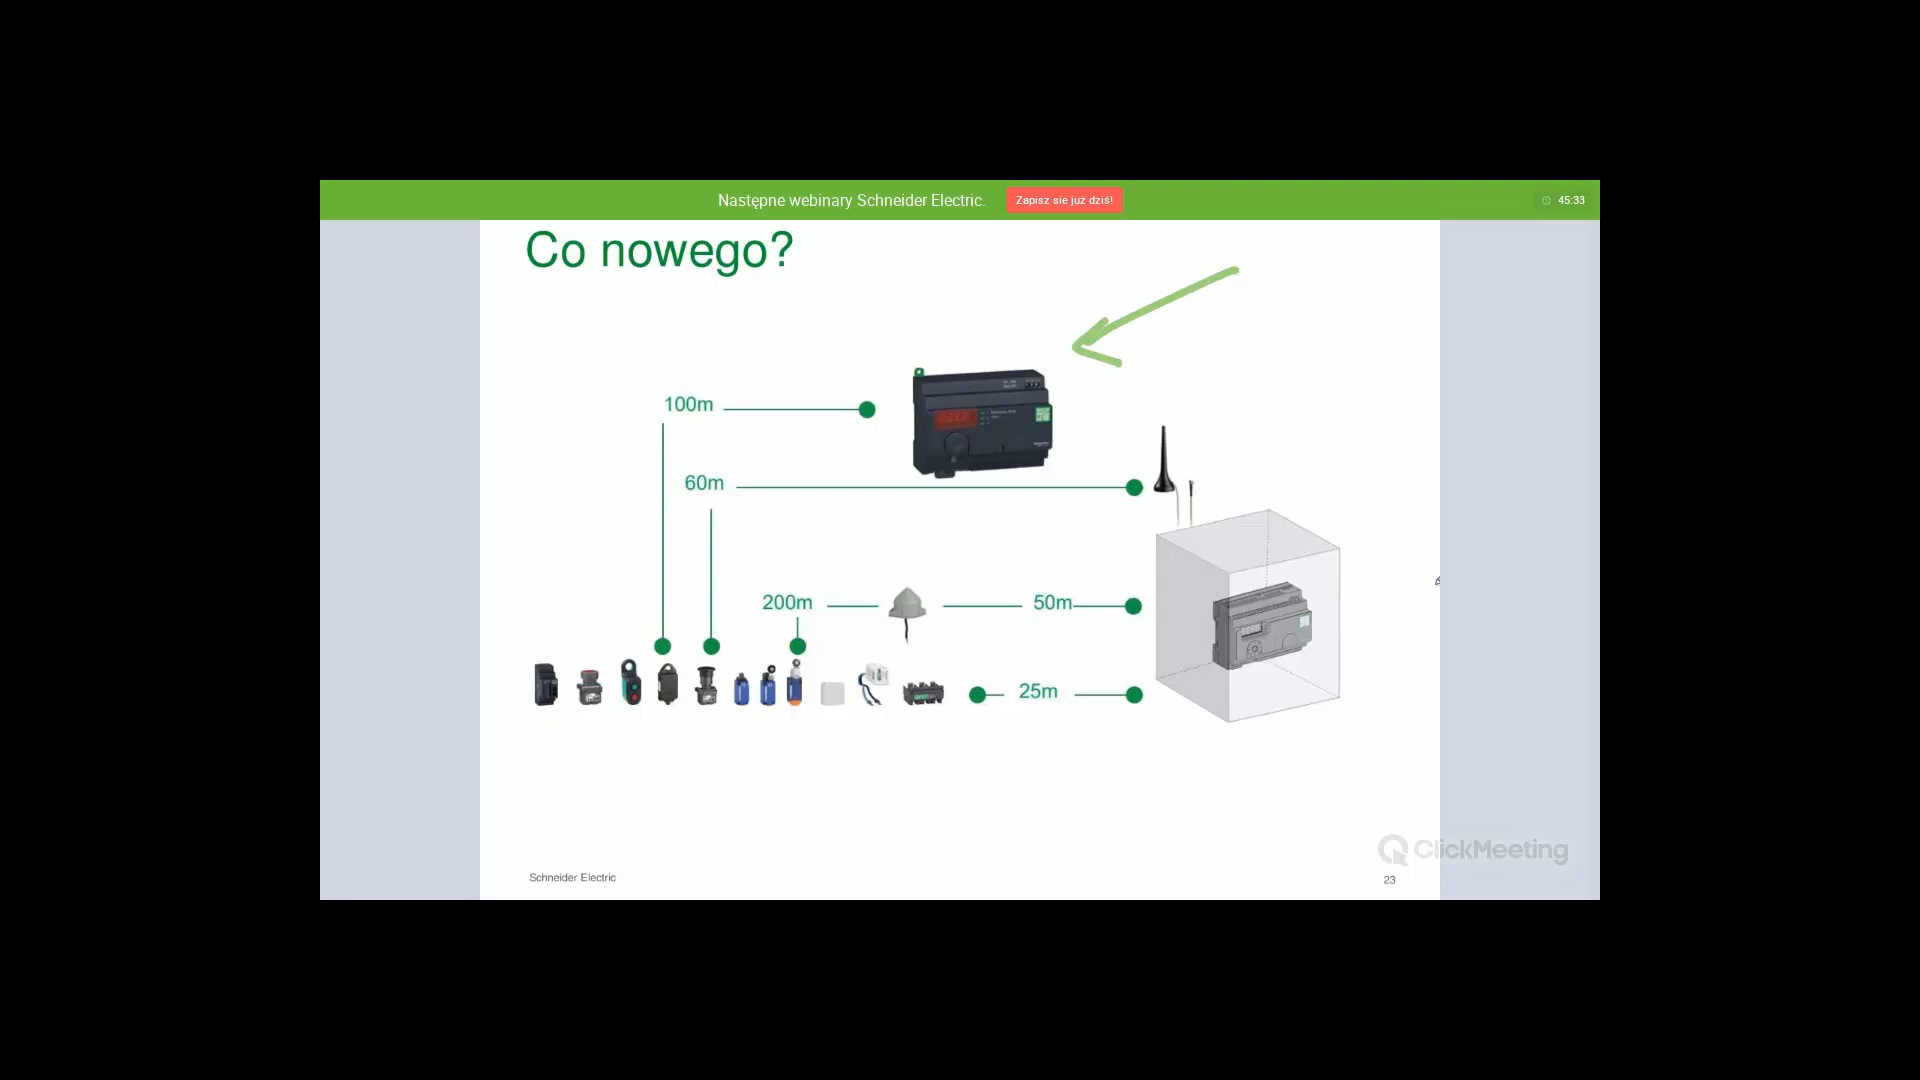 Następne webinary Schneider Electric.
Zapisz sie już dziś!
45:33
Co nowego?
100m
60m
200m
50m
25m
ClickMeeting
Schneider Electric
23